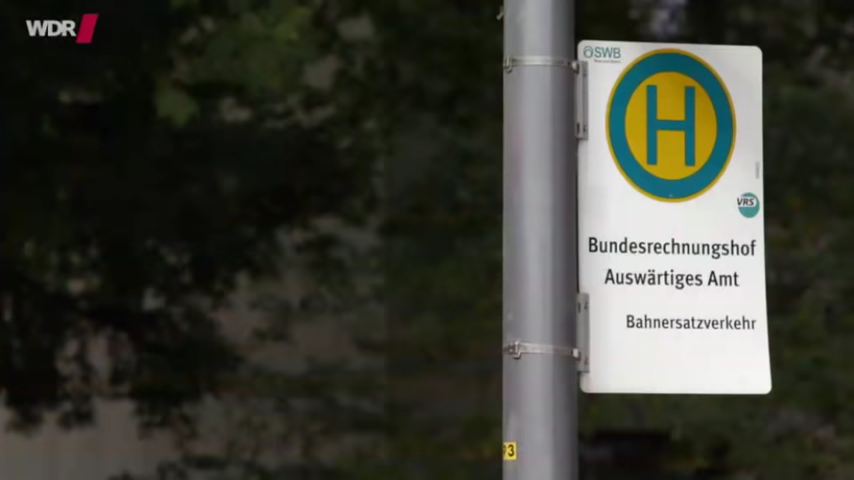 WDR
SWB
H
VRS
Bundesrechnungshof
Auswärtiges Amt
Bahnersatzverkehr
3